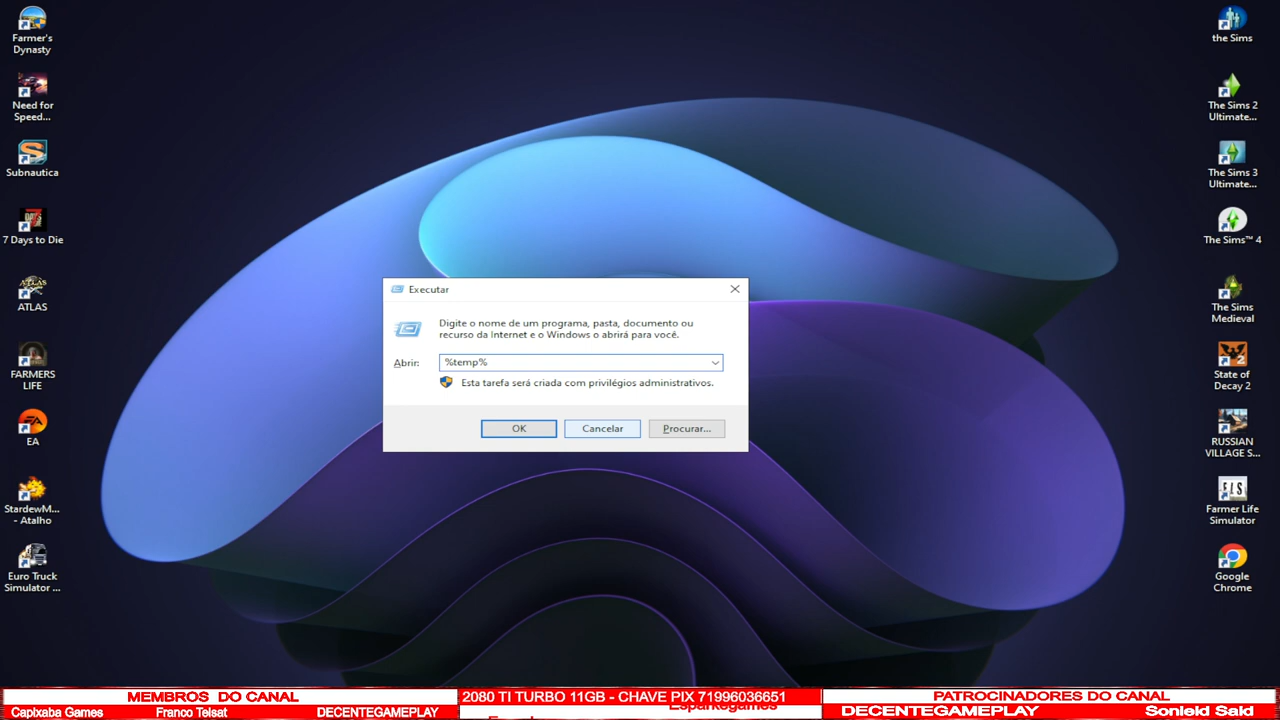 Farmer's
Dynasty
Need for
Speed...
Subnautica
7 Days to Die
ATLAS
FARMERS
LIFE
EA
StardewM...
- Atalho
Euro Truck
Simulator ...
Executar
Digite o nome de um programa, pasta, documento ou
recurso da Internet e o Windows o abrirá para você.
Abrir:
%temp%
Esta tarefa será criada com privilégios administrativos.
OK
Cancelar
Procurar...
the Sims
The Sims 2
Ultimate...
The Sims 3
Ultimate...
The Sims™ 4
The Sims
Medieval
State of
Decay 2
RUSSIAN
VILLAGE S...
Farmer Life
Simulator
Google
Chrome
MEMBROS DO CANAL
Capixaba Games Franco Telsat DECENTEGAMEPLAY
2080 TI TURBO 11GB - CHAVE PIX 71996036651
PATROCINADORES DO CANAL
DECENTEGAMEPLAY Sonield Said